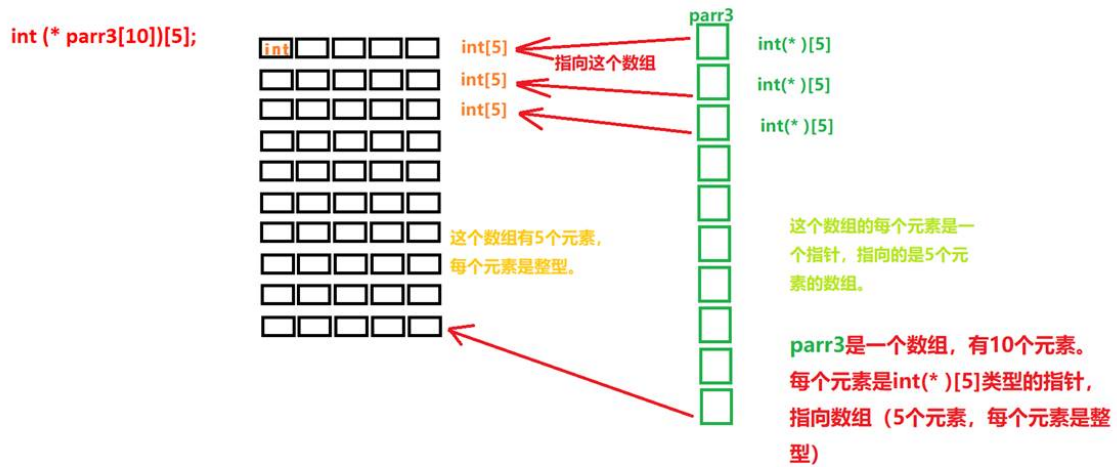 int (* parr3[10])[5];
int
int[5]
int[5]
int[5]
指向这个数组
parr3
int(* )[5]
int(* )[5]
int(* )[5]
这个数组有5个元素，
每个元素是整型。
这个数组的每个元素是一
个指针，指向的是5个元
素的数组。
parr3是一个数组，有10个元素。
每个元素是int(* )[5]类型的指针，
指向数组（5个元素，每个元素是整
型）